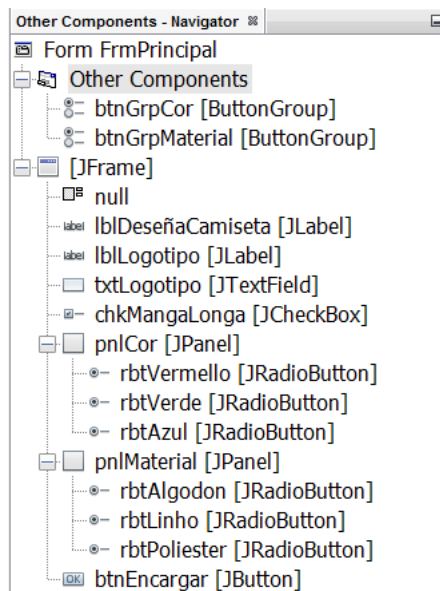 Other Components - Navigator
Form FrmPrincipal
Other Components
btnGrpCor [ButtonGroup]
btnGrpMaterial [ButtonGroup]
[JFrame]
null
label lblDeseñaCamiseta [JLabel]
label lblLogotipo [JLabel]
txtLogotipo [JTextField]
chkMangaLonga [JCheckBox]
pnlCor [JPanel]
rbtVermello [JRadioButton]
rbtVerde [JRadioButton]
rbtAzul [JRadioButton]
pnlMaterial [JPanel]
rbtAlgodon [JRadioButton]
rbtLinho [JRadioButton]
rbtPoliester [JRadioButton]
OK btnEncargar [JButton]